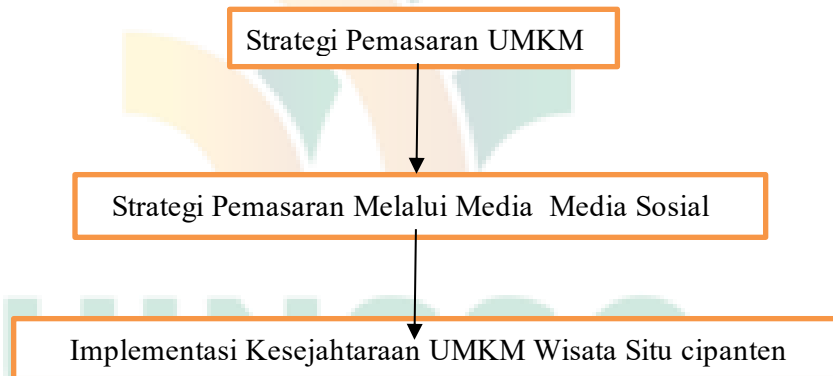 Strategi Pemasaran UMKM
Strategi Pemasaran Melalui Media Media Sosial
Implementasi Kesejahtaraan UMKM Wisata Situ cipanten